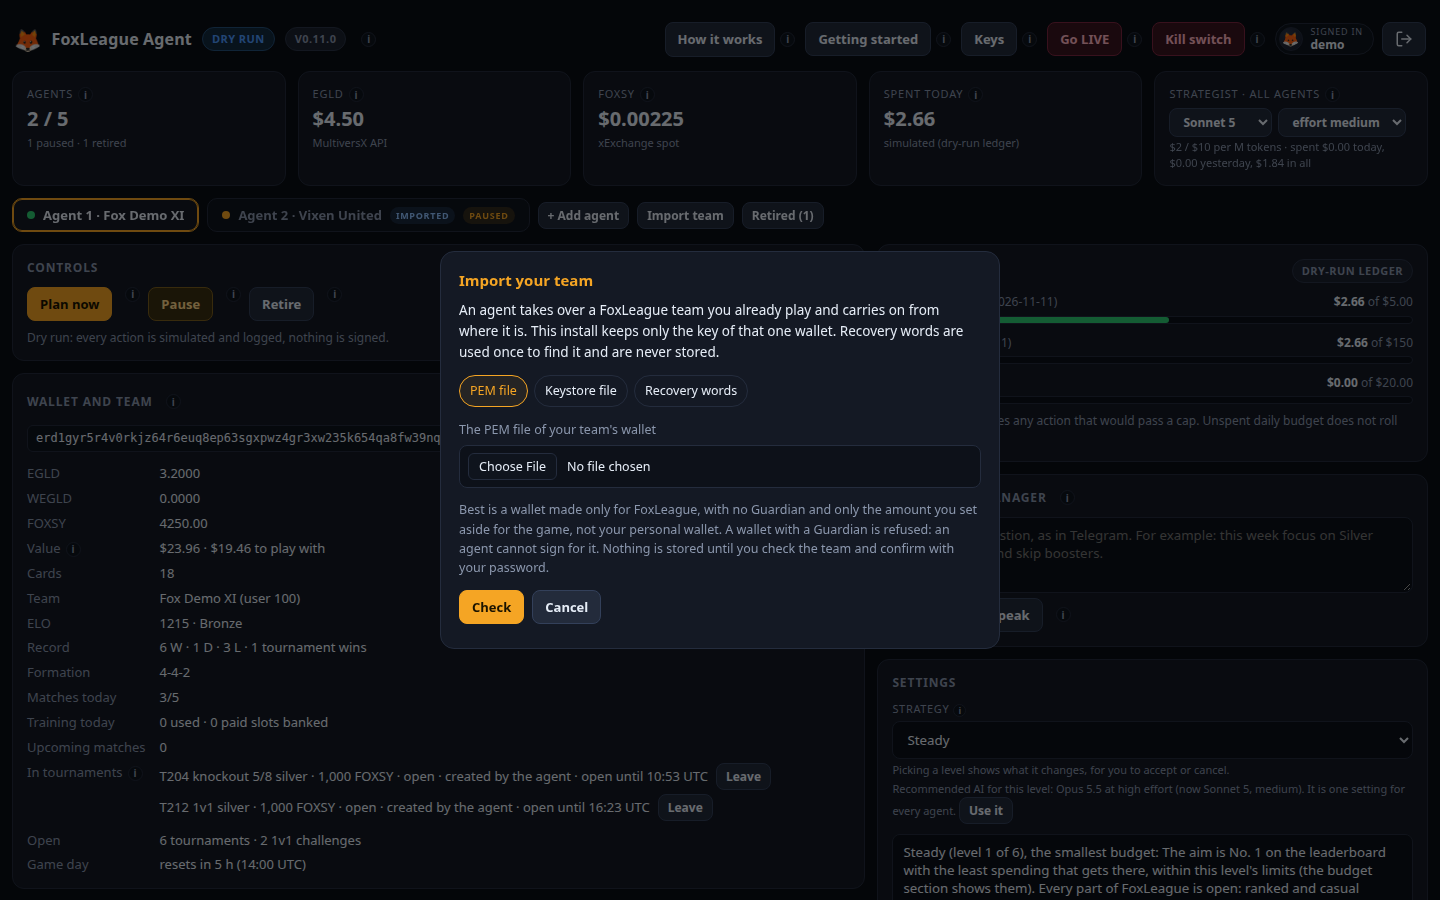 FoxLeague Agent
DRY RUN
V0.11.0
How it works
Getting started
Keys
Go LIVE
Kill switch
SIGNED IN
demo
AGENTS
2 / 5
1 paused · 1 retired
EGLD
$4.50
MultiversX API
FOXSY
$0.00225
xExchange spot
SPENT TODAY
$2.66
simulated (dry-run ledger)
STRATEGIST · ALL AGENTS
Sonnet 5
effort medium
$2 / $10 per M tokens · spent $0.00 today,
$0.00 yesterday, $1.84 in all
Agent 1 · Fox Demo XI
Agent 2 · Vixen United
IMPORTED
PAUSED
+ Add agent
Import team
Retired (1)
CONTROLS
Plan now
Pause
Retire
Dry run: every action is simulated and logged, nothing is signed.
WALLET AND TEAM
erd1gyr5r4v0rkjz64r6euq8ep63sgxpwz4gr3xw235k654qa8fw39nq
EGLD 3.2000
WEGLD 0.0000
FOXSY 4250.00
Value $23.96 · $19.46 to play with
Cards 18
Team Fox Demo XI (user 100)
ELO 1215 · Bronze
Record 6 W · 1 D · 3 L · 1 tournament wins
Formation 4-4-2
Matches today 3/5
Training today 0 used · 0 paid slots banked
Upcoming matches 0
In tournaments T204 knockout 5/8 silver · 1,000 FOXSY · open · created by the agent · open until 10:53 UTC Leave
T212 1v1 silver · 1,000 FOXSY · open · created by the agent · open until 16:23 UTC Leave
Open 6 tournaments · 2 1v1 challenges
Game day resets in 5 h (14:00 UTC)
Import your team
An agent takes over a FoxLeague team you already play and carries on from
where it is. This install keeps only the key of that one wallet. Recovery words are
used once to find it and are never stored.
PEM file
Keystore file
Recovery words
The PEM file of your team's wallet
Choose File No file chosen
Best is a wallet made only for FoxLeague, with no Guardian and only the amount you set
aside for the game, not your personal wallet. A wallet with a Guardian is refused: an
agent cannot sign for it. Nothing is stored until you check the team and confirm with
your password.
Check
Cancel
DRY-RUN LEDGER
026-11-11) $2.66 of $5.00
1) $2.66 of $150
$0.00 of $20.00
es any action that would pass a cap. Unspent daily budget does not roll
NAGER
stion, as in Telegram. For example: this week focus on Silver
nd skip boosters.
peak
SETTINGS
STRATEGY
Steady
Picking a level shows what it changes, for you to accept or cancel.
Recommended AI for this level: Opus 5.5 at high effort (now Sonnet 5, medium). It is one setting for
every agent. Use it
Steady (level 1 of 6), the smallest budget: The aim is No. 1 on the leaderboard
with the least spending that gets there, within this level's limits (the budget
section shows them). Every part of FoxLeague is open: ranked and casual